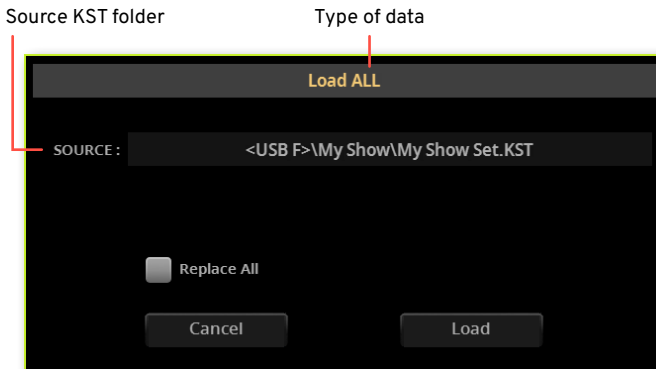 Source KST folder
Type of data
Load ALL
SOURCE :
<USB F>\My Show\My Show Set.KST
Replace All
Cancel
Load